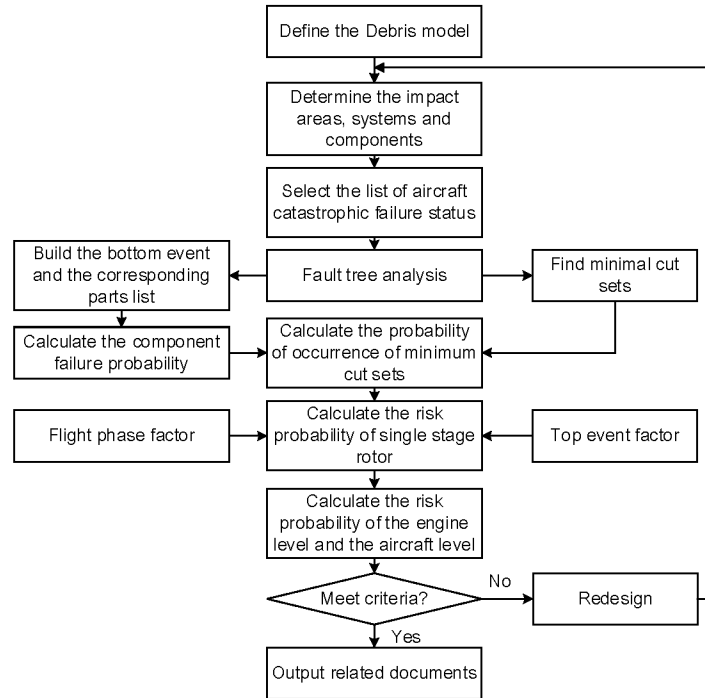 Define the Debris model
Determine the impact
areas, systems and
components
Select the list of aircraft
catastrophic failure status
Build the bottom event
and the corresponding
parts list
Fault tree analysis
Find minimal cut
sets
Calculate the component
failure probability
Calculate the probability
of occurrence of minimum
cut sets
Flight phase factor
Calculate the risk
probability of single stage
rotor
Top event factor
Calculate the risk
probability of the engine
level and the aircraft level
Meet criteria?
No
Redesign
Yes
Output related documents